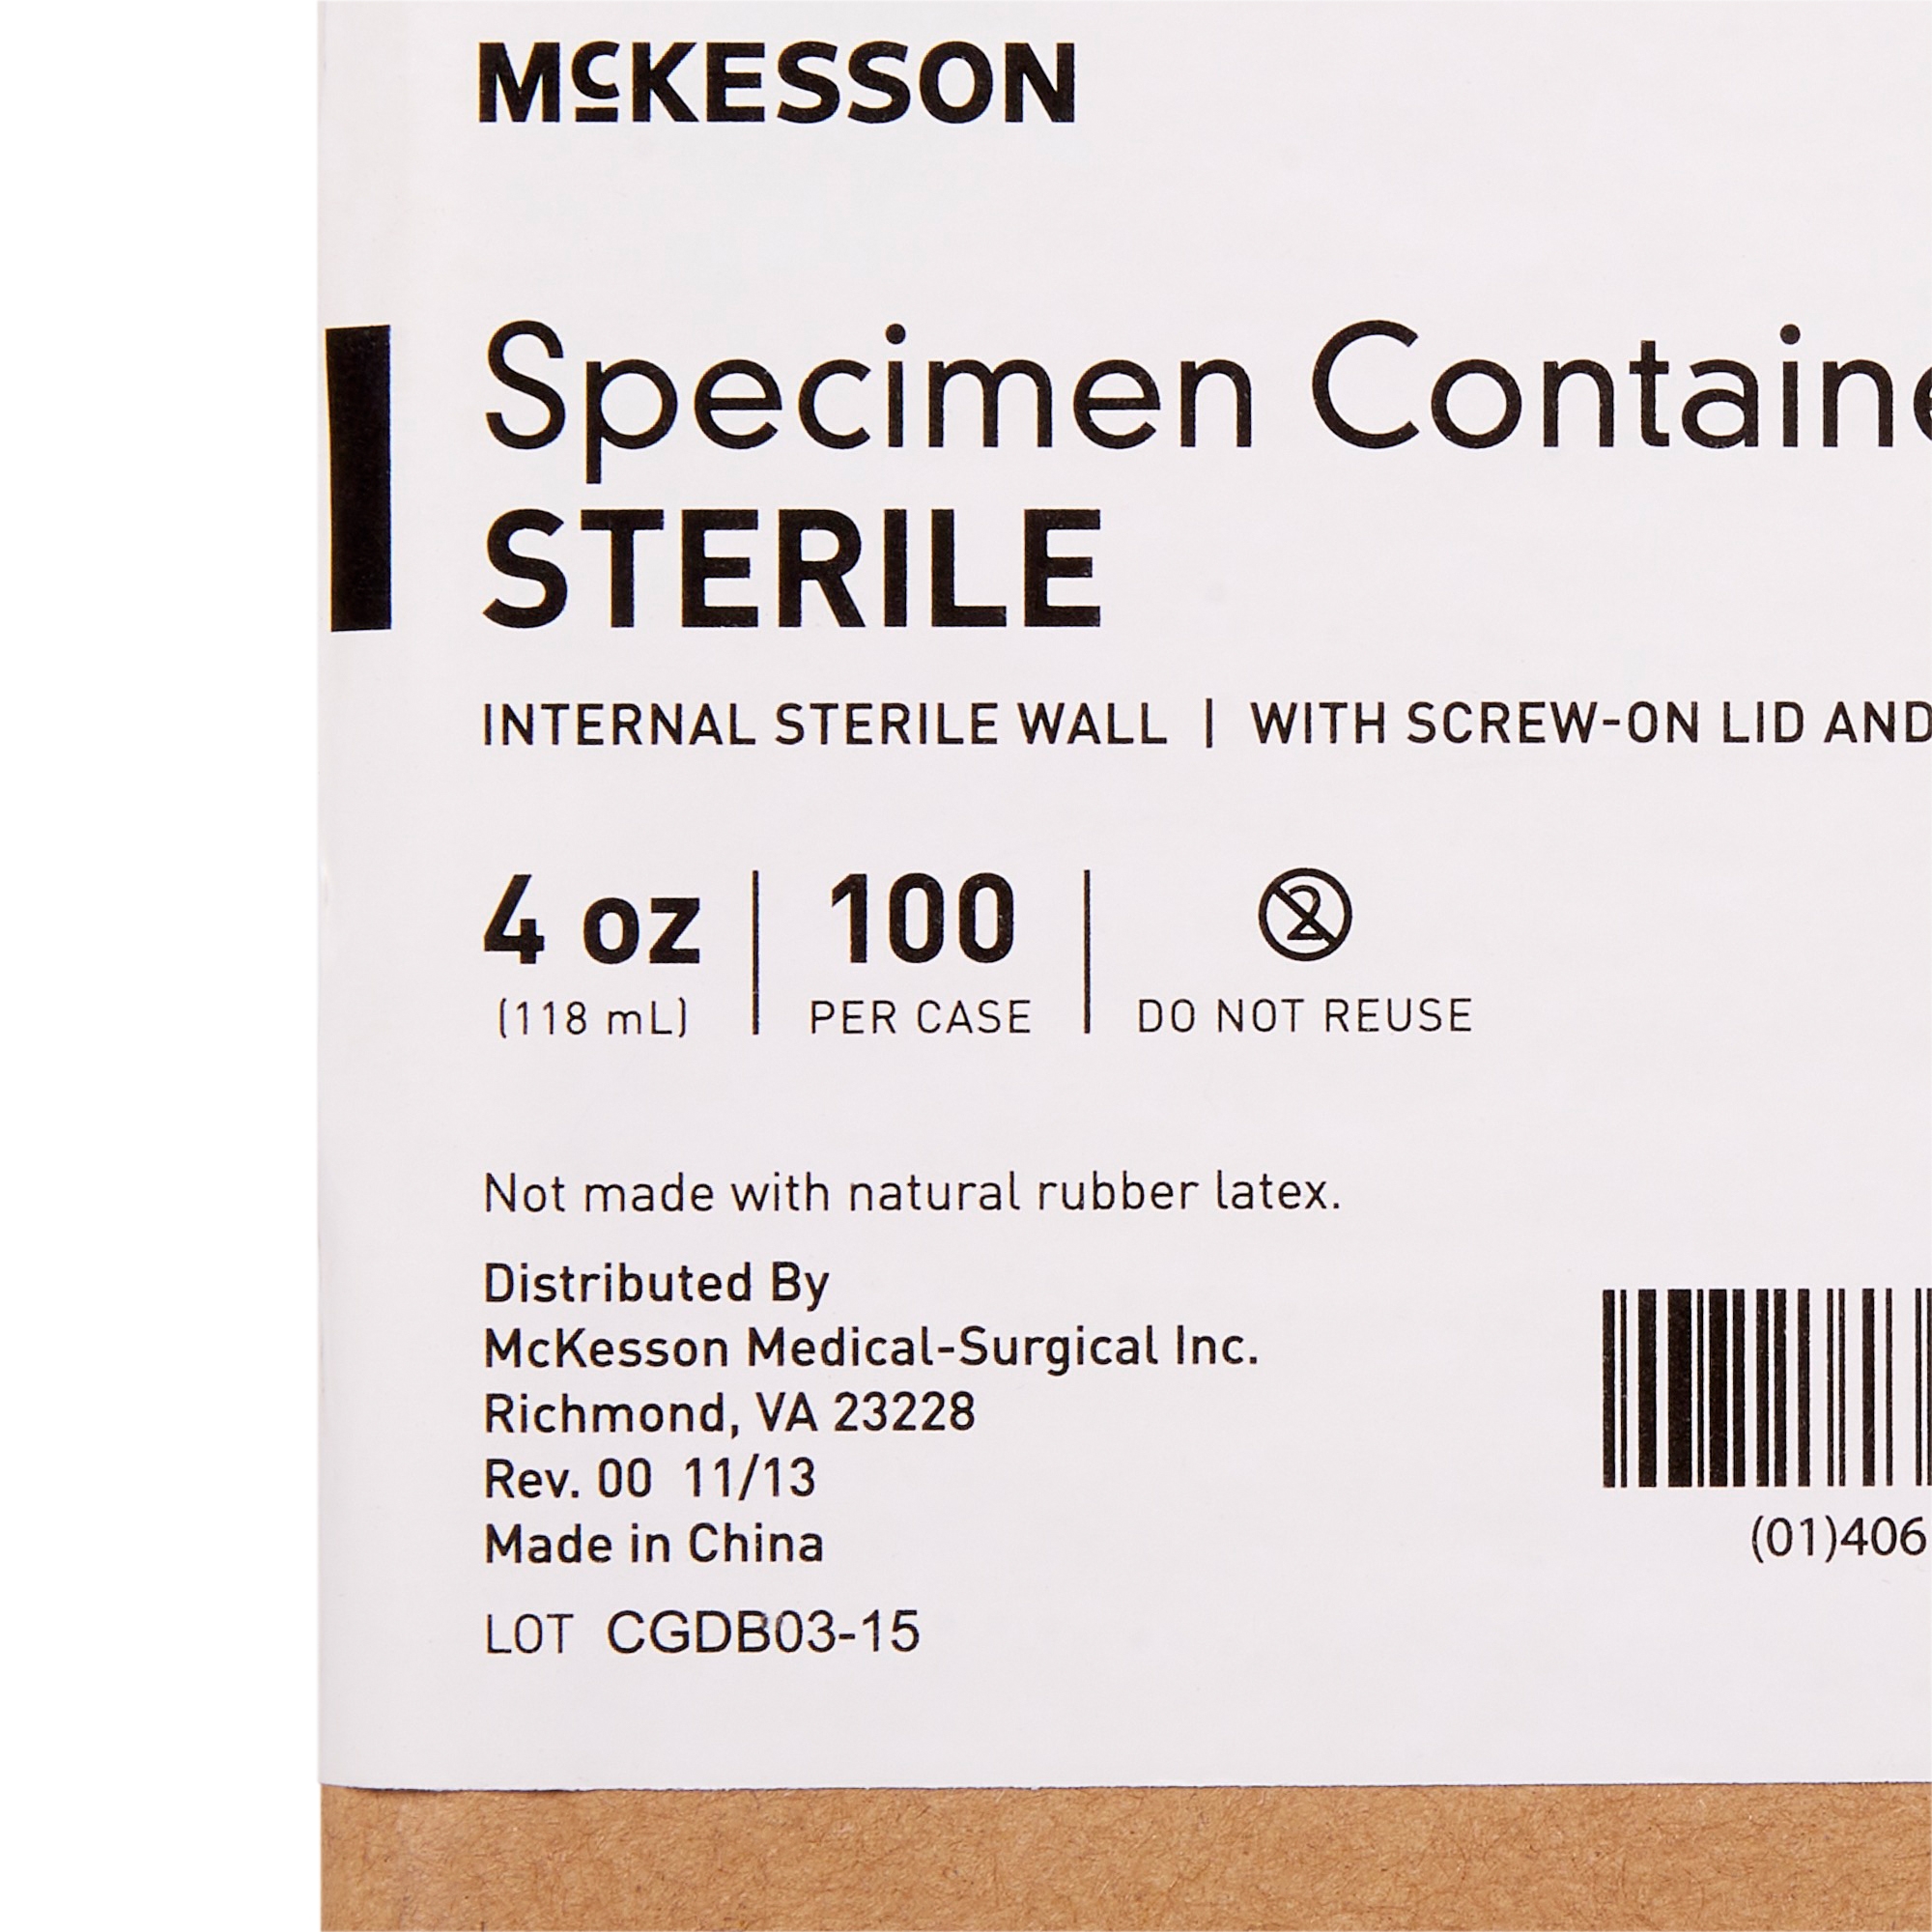 McKESSON
Specimen Containe
STERILE
INTERNAL STERILE WALL | WITH SCREW-ON LID AND
4 oz | 100 | 2
(118 mL) PER CASE DO NOT REUSE
Not made with natural rubber latex.
Distributed By
McKesson Medical-Surgical Inc.
Richmond, VA 23228
Rev. 00 11/13
Made in China
(01)406
LOT CGDB03-15